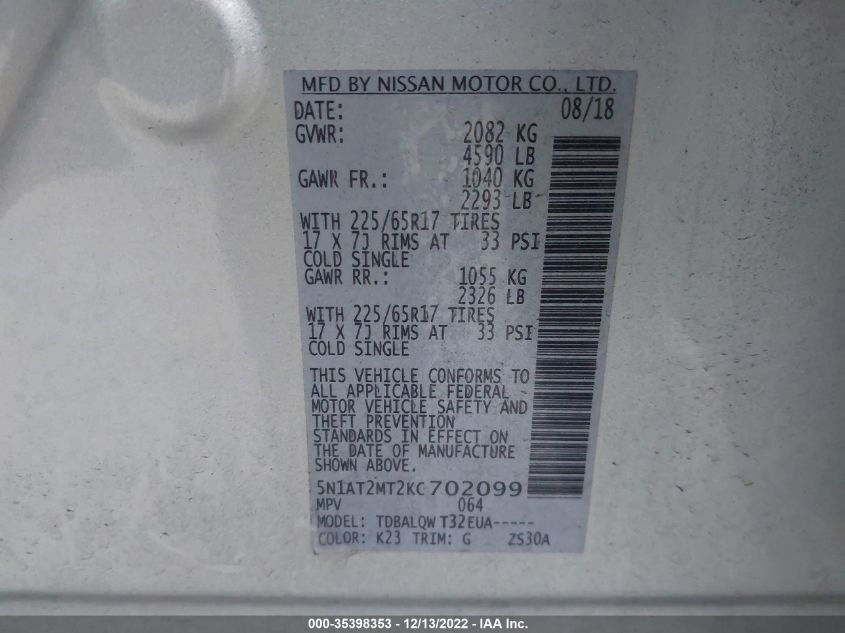 MFD BY NISSAN MOTOR CO., LTD.
DATE: 08/18
GVWR: 2082 KG
4590 LB
GAWR FR.: 1040 KG
2293 LB
WITH 225/65R17 TIRES
17 X 7J RIMS AT 33 PSI
COLD SINGLE
GAWR RR.: 1055 KG
2326 LB
WITH 225/65R17 TIRES
17 X 7J RIMS AT 33 PSI
COLD SINGLE
THIS VEHICLE CONFORMS TO
ALL APPLICABLE FEDERAL
MOTOR VEHICLE SAFETY AND
THEFT PREVENTION
STANDARDS IN EFFECT ON
THE DATE OF MANUFACTURE
SHOWN ABOVE.
5N1AT2MT2KC702099
MPV 064
MODEL: TDBALQW T32EUA-----
COLOR: K23 TRIM: G ZS30A
000-35398353 - 12/13/2022 - IAA Inc.